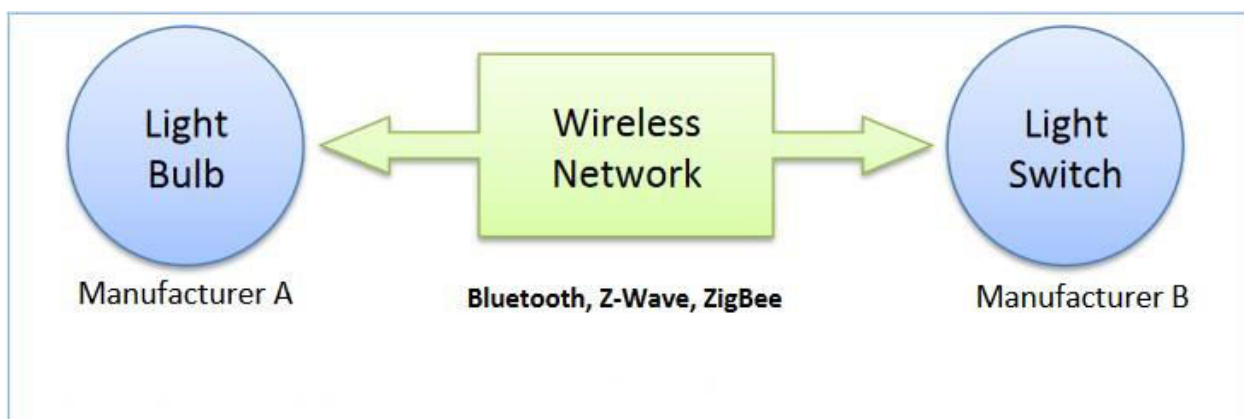 Light
Bulb
Wireless
Network
Light
Switch
Manufacturer A
Bluetooth, Z-Wave, ZigBee
Manufacturer B